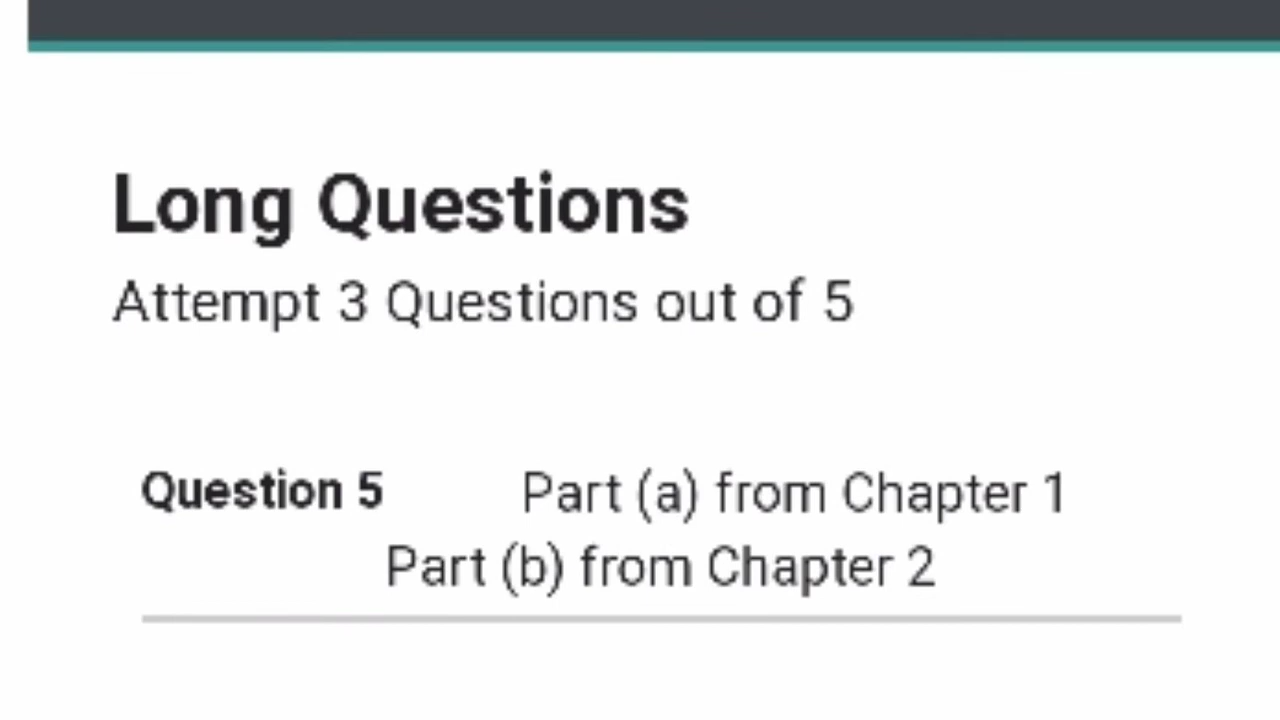 Long Questions
Attempt 3 Questions out of 5
Question 5 Part (a) from Chapter 1
Part (b) from Chapter 2